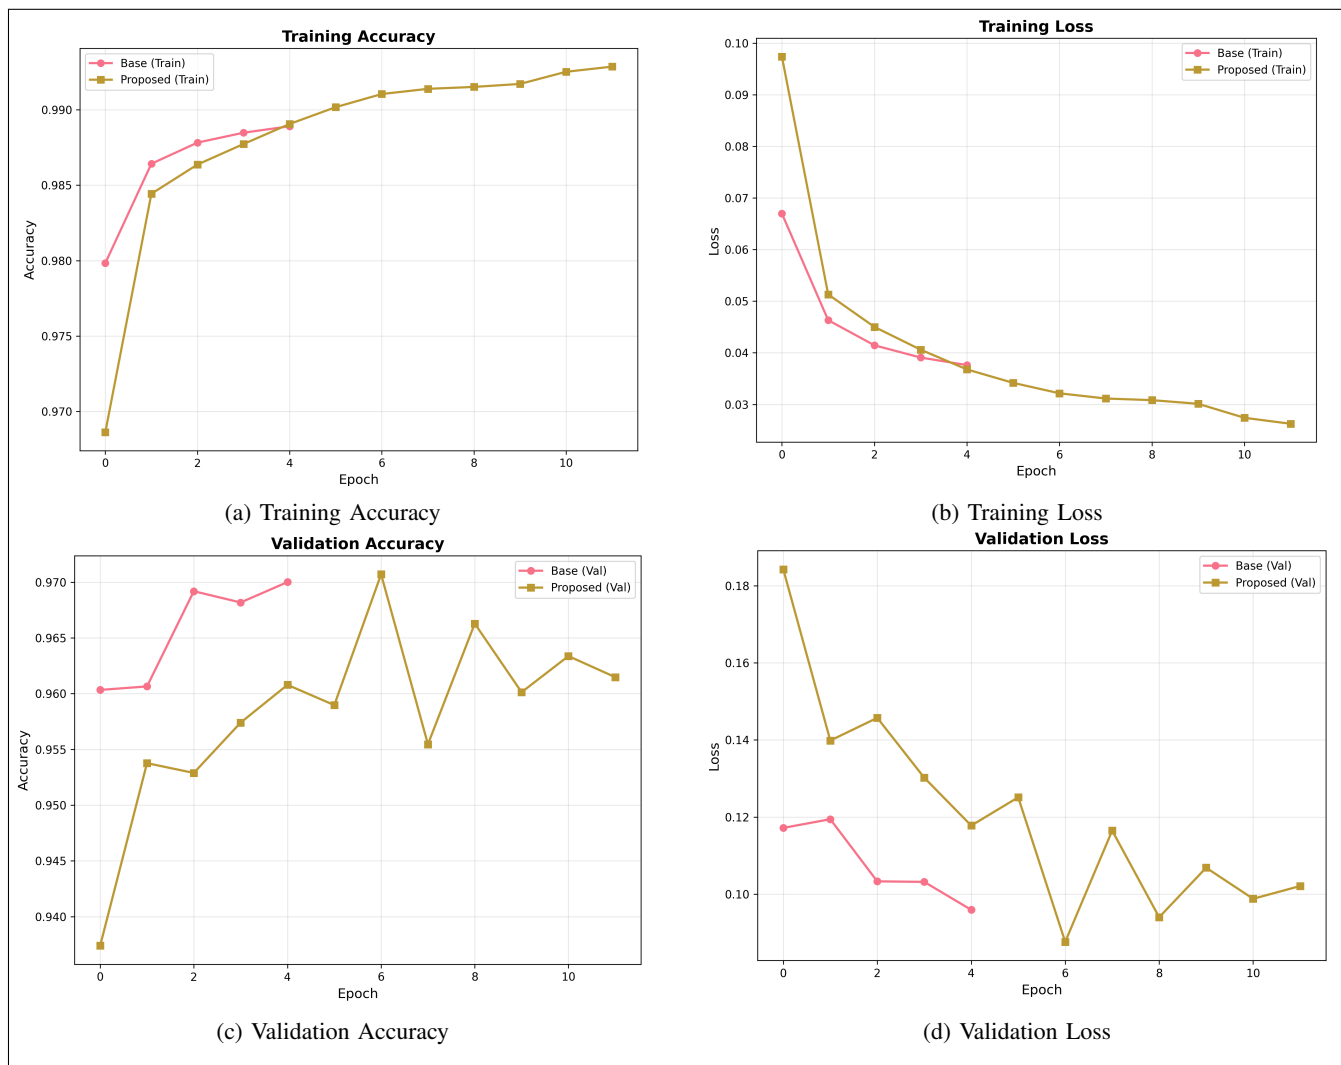 Training Accuracy
Base (Train)
Proposed (Train)
0.990
0.985
0.980
0.975
0.970
Accuracy
0 2 4 6 8 10
Epoch
(a) Training Accuracy
Training Loss
Base (Train)
Proposed (Train)
0.10
0.09
0.08
0.07
0.06
0.05
0.04
0.03
Loss
0 2 4 6 8 10
Epoch
(b) Training Loss
Validation Accuracy
Base (Val)
Proposed (Val)
0.970
0.965
0.960
0.955
0.950
0.945
0.940
Accuracy
0 2 4 6 8 10
Epoch
(c) Validation Accuracy
Validation Loss
Base (Val)
Proposed (Val)
0.18
0.16
0.14
0.12
0.10
Loss
0 2 4 6 8 10
Epoch
(d) Validation Loss